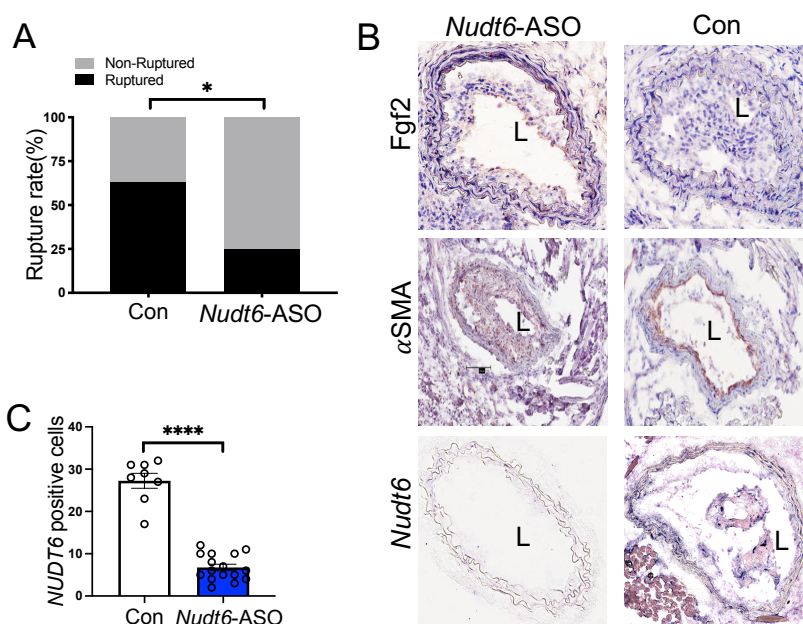 A
Non-Ruptured
Ruptured
*
Rupture rate(%)
100
75
50
25
0
Con
Nudt6-ASO
B
Nudt6-ASO
Con
Fgf2
L
L
αSMA
L
L
Nudt6
L
L
C
****
NUDT6 positive cells
40
30
20
10
0
Con
Nudt6-ASO